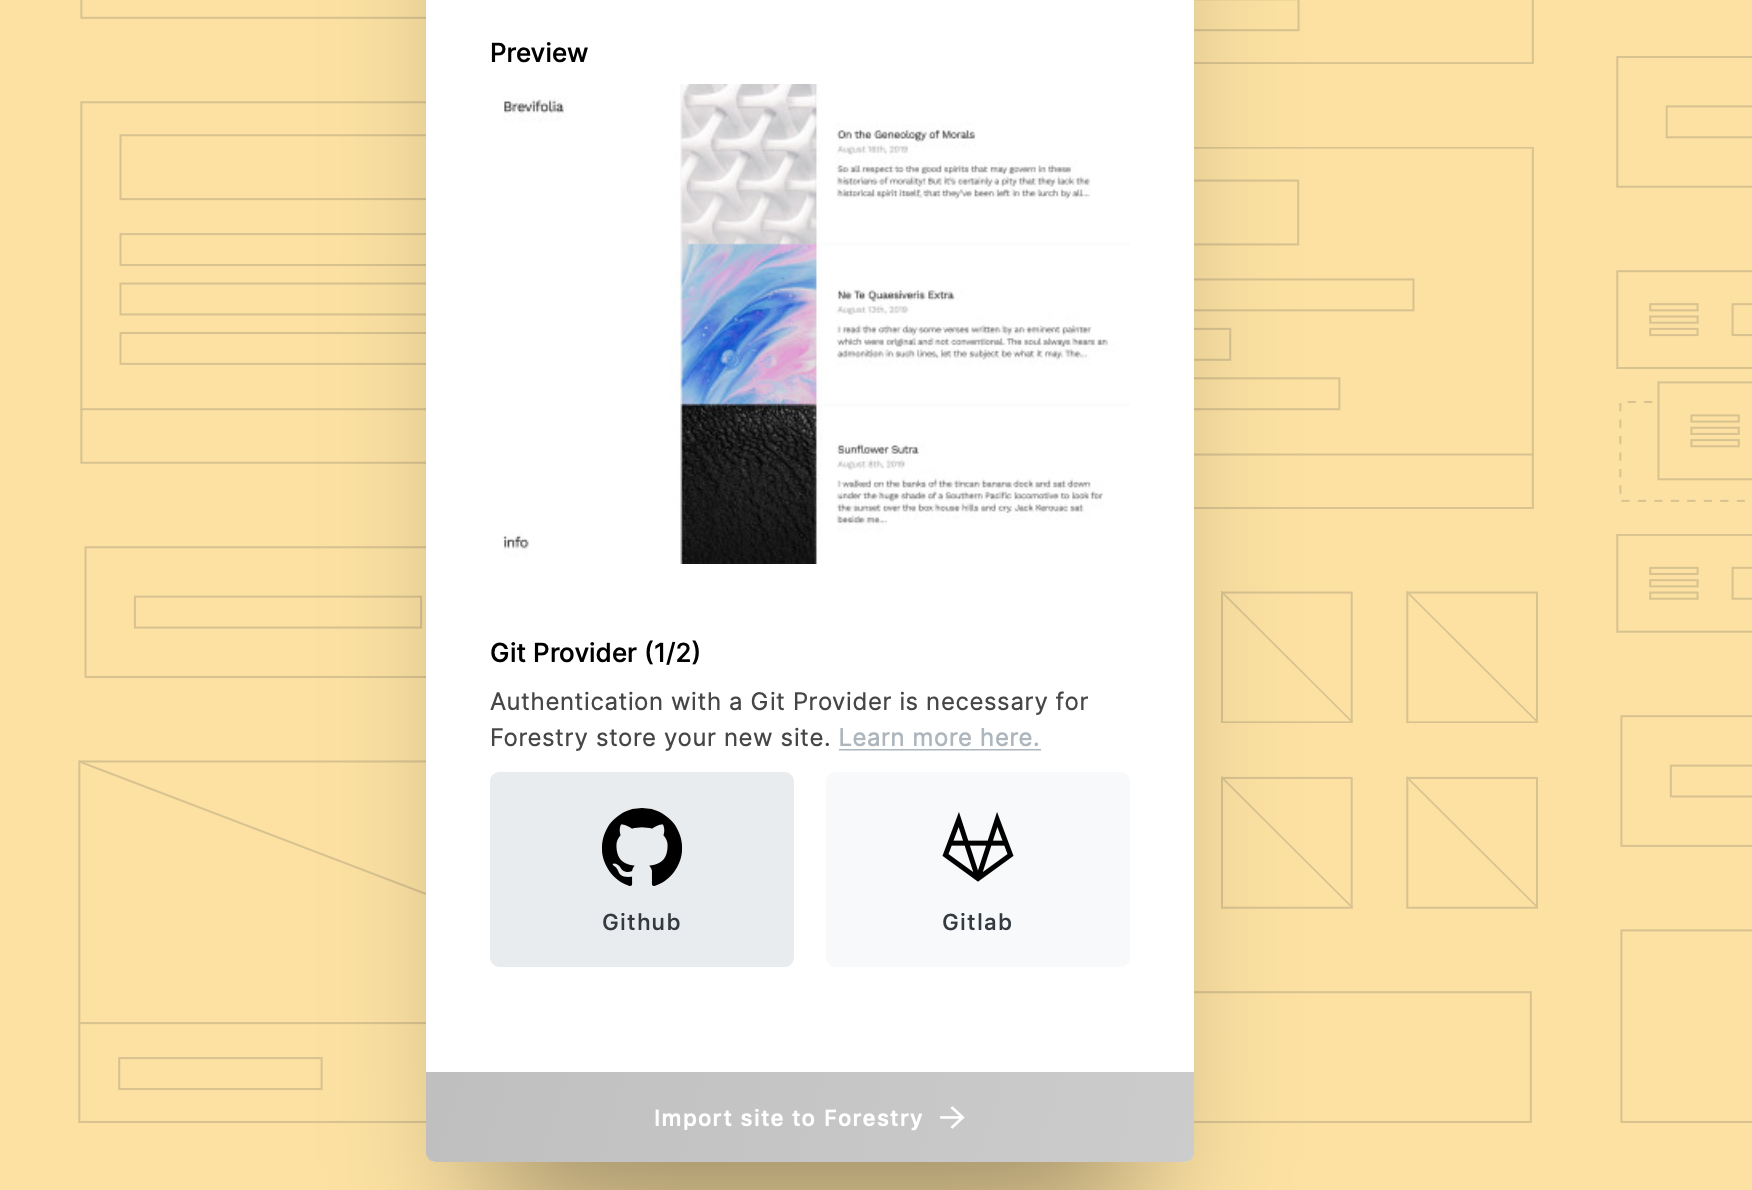 Preview
Brevifolia
On the Geneology of Morals
August 18th, 2019
So all respect to the good spirits that may govern in these
historians of morality! But it's certainly a pity that they lack the
historical spirit itself, that they've been left in the lurch by all...
Ne Te Quaesiveris Extra
August 13th, 2019
I read the other day some verses written by an eminent painter
which were original and not conventional. The soul always hears an
admonition in such lines, let the subject be what it may. The...
Sunflower Sutra
August 8th, 2019
I walked on the banks of the tincan banana dock and sat down
under the huge shade of a Southern Pacific locomotive to look for
the sunset over the box house hills and cry. Jack Kerouac sat
beside me...
info
Git Provider (1/2)
Authentication with a Git Provider is necessary for
Forestry store your new site. Learn more here.
Github
Gitlab
Import site to Forestry